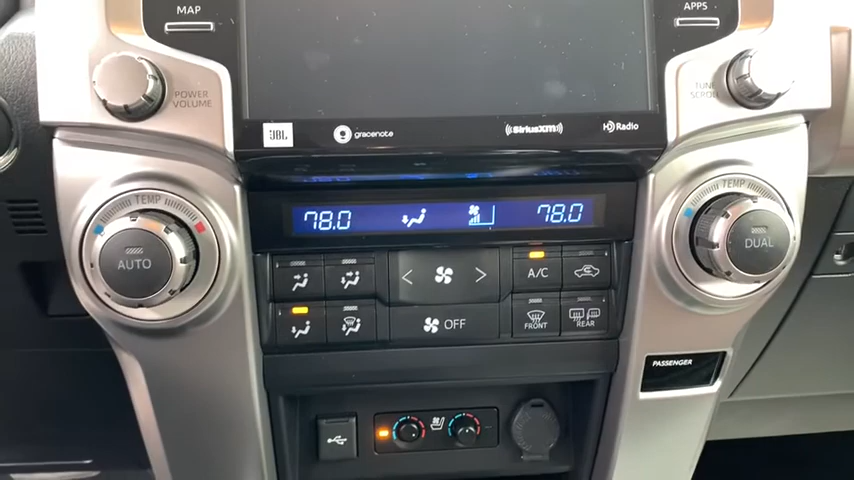 MAP
APPS
POWER
VOLUME
TUNE
SCROLL
JBL
gracenote
SiriusXM
HD Radio
TEMP
AUTO
78.0
78.0
TEMP
DUAL
A/C
OFF
FRONT
REAR
PASSENGER